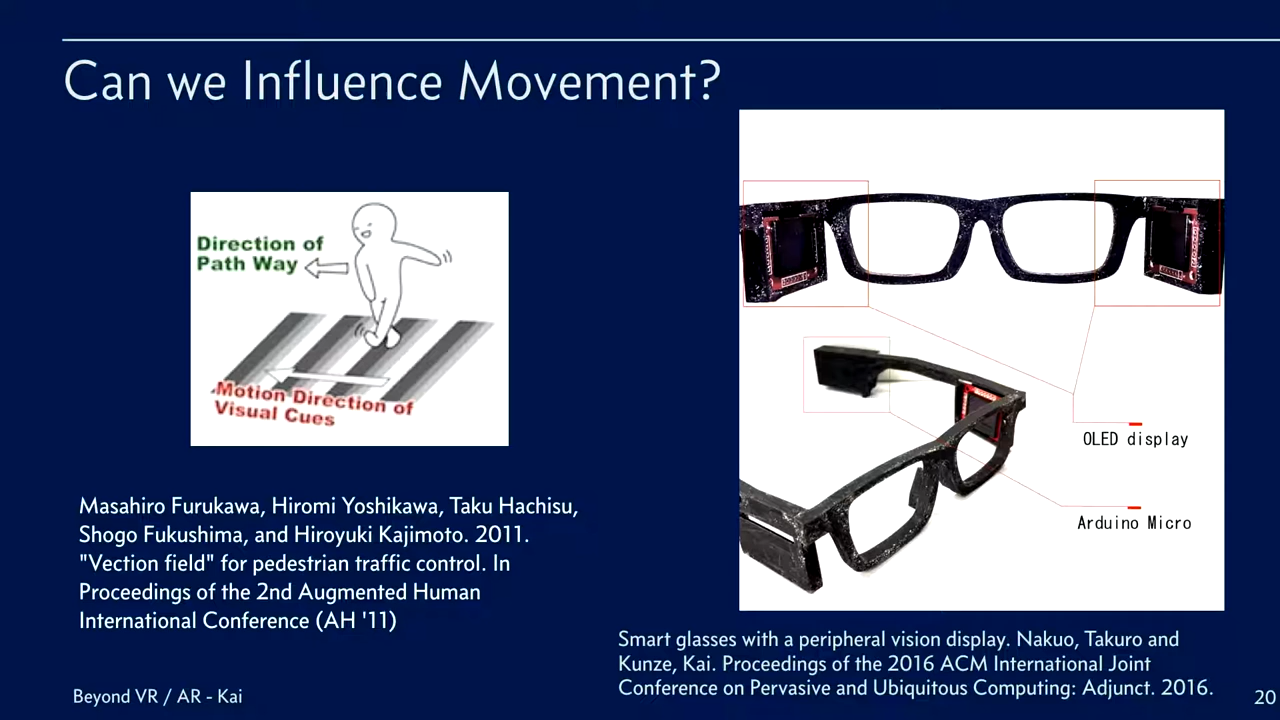 Can we Influence Movement?
Direction of
Path Way
Motion Direction of
Visual Cues
Masahiro Furukawa, Hiromi Yoshikawa, Taku Hachisu,
Shogo Fukushima, and Hiroyuki Kajimoto. 2011.
"Vection field" for pedestrian traffic control. In
Proceedings of the 2nd Augmented Human
International Conference (AH '11)
OLED display
Arduino Micro
Smart glasses with a peripheral vision display. Nakuo, Takuro and
Kunze, Kai. Proceedings of the 2016 ACM International Joint
Conference on Pervasive and Ubiquitous Computing: Adjunct. 2016.
Beyond VR / AR - Kai
20